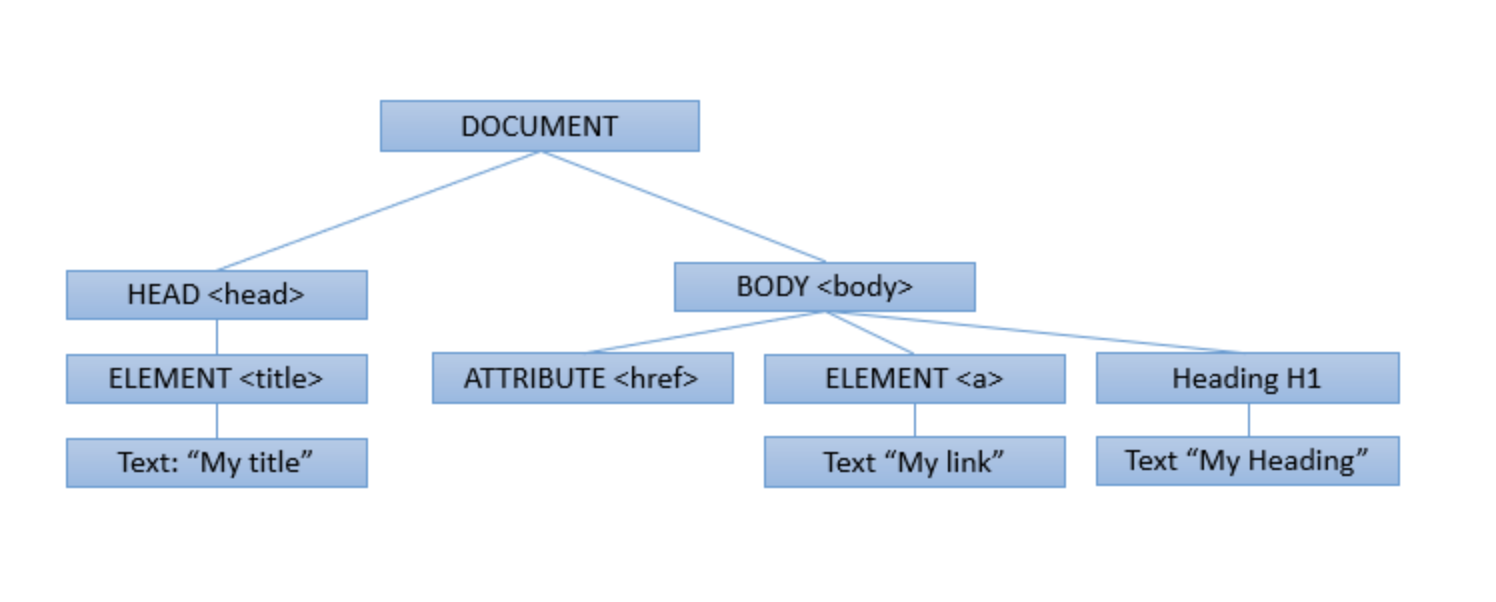 DOCUMENT
HEAD <head>
BODY <body>
ELEMENT <title>
ATTRIBUTE <href>
ELEMENT <a>
Heading H1
Text: “My title”
Text “My link”
Text “My Heading”